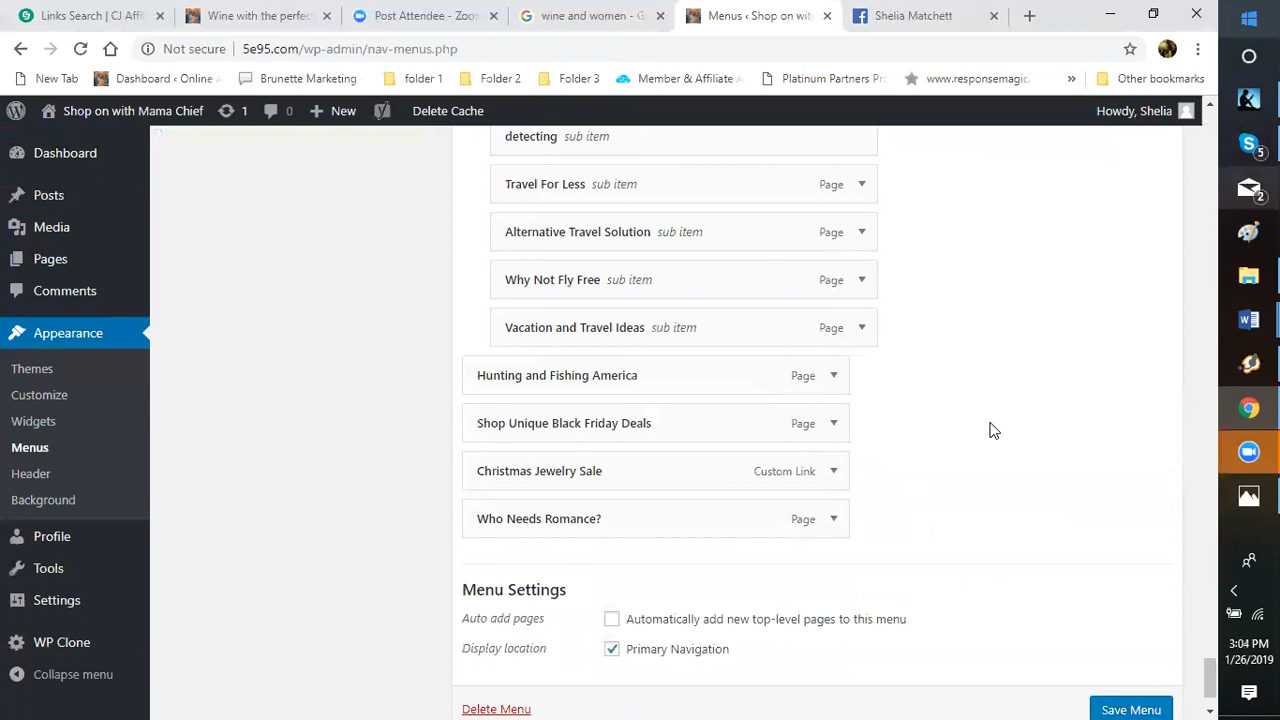 Links Search | CJ Affi
Wine with the perfec
Post Attendee - Zoo
wine and women - G
Menus ‹ Shop on wit
Shelia Matchett
Not secure
5e95.com/wp-admin/nav-menus.php
New Tab
Dashboard ‹ Online
Brunette Marketing
folder 1
Folder 2
Folder 3
Member & Affiliate
Platinum Partners Pr
www.responsemagic.
Other bookmarks
Shop on with Mama Chief
1
0
New
Delete Cache
Howdy, Shelia
Dashboard
Posts
Media
Pages
Comments
Appearance
Themes
Customize
Widgets
Menus
Header
Background
Profile
Tools
Settings
WP Clone
Collapse menu
detecting sub item
Travel For Less sub item Page
Alternative Travel Solution sub item Page
Why Not Fly Free sub item Page
Vacation and Travel Ideas sub item Page
Hunting and Fishing America Page
Shop Unique Black Friday Deals Page
Christmas Jewelry Sale Custom Link
Who Needs Romance? Page
Menu Settings
Auto add pages Automatically add new top-level pages to this menu
Display location Primary Navigation
Delete Menu Save Menu
5
2
3:04 PM
1/26/2019